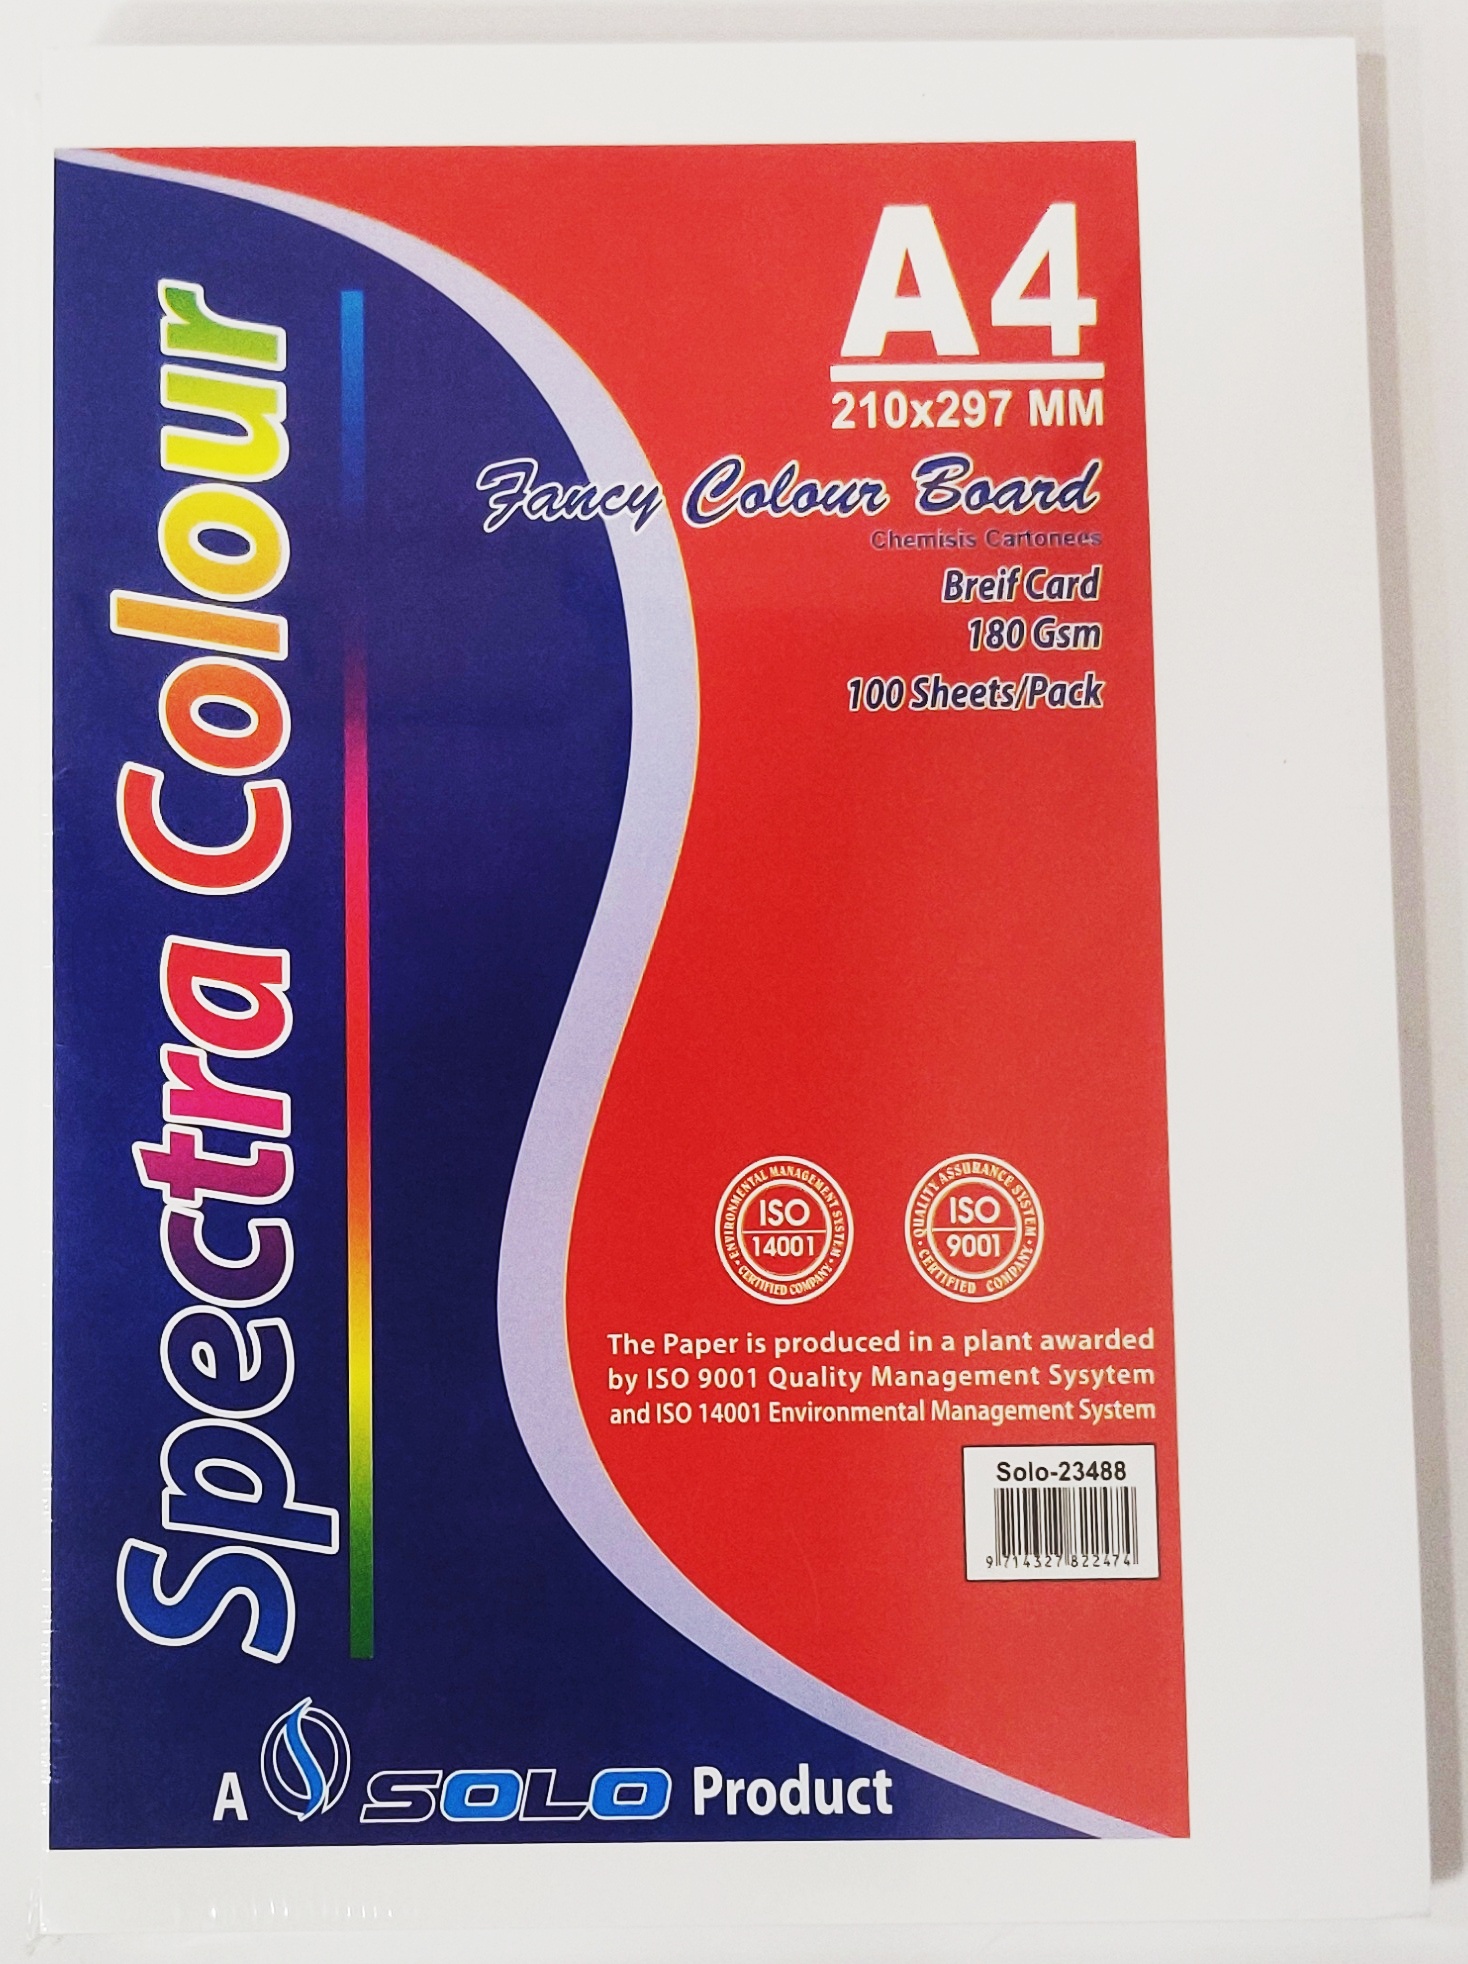 A4
210x297 MM
Fancy Colour Board
Chemisis Cartonees
Breif Card
180 Gsm
100 Sheets/Pack
Spectra Colour
ENVIRONMENTAL MANAGEMENT SYSTEM
ISO
14001
CERTIFIED COMPANY
QUALITY ASSURANCE SYSTEM
ISO
9001
CERTIFIED COMPANY
The Paper is produced in a plant awarded
by ISO 9001 Quality Management Sysytem
and ISO 14001 Environmental Management System
Solo-23488
9 714327 822474
A SOLO Product